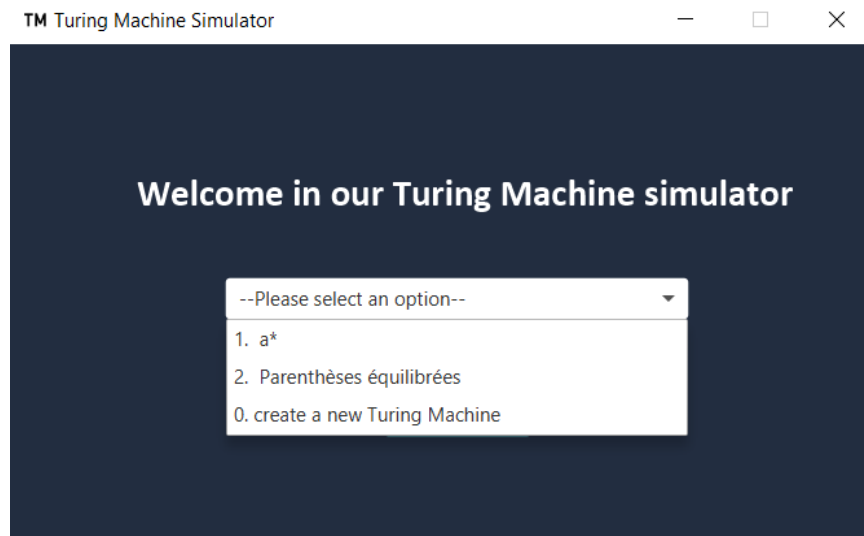 TM Turing Machine Simulator
Welcome in our Turing Machine simulator
--Please select an option--
1. a*
2. Parenthèses équilibrées
0. create a new Turing Machine